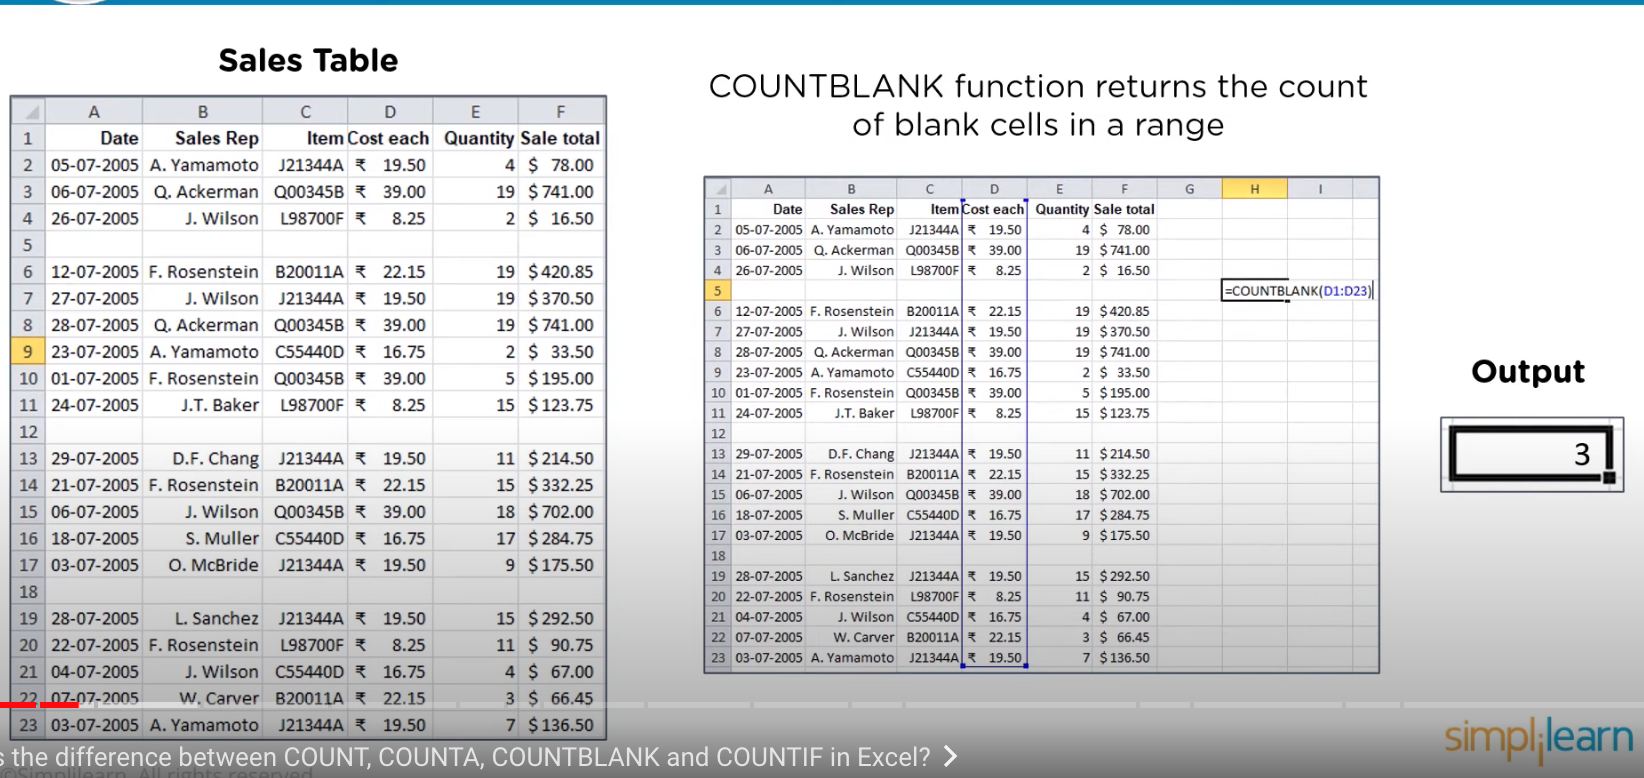 Sales Table
A B C D E F
1 Date Sales Rep Item Cost each Quantity Sale total
2 05-07-2005 A. Yamamoto J21344A ₹ 19.50 4 $ 78.00
3 06-07-2005 Q. Ackerman Q00345B ₹ 39.00 19 $ 741.00
4 26-07-2005 J. Wilson L98700F ₹ 8.25 2 $ 16.50
5
6 12-07-2005 F. Rosenstein B20011A ₹ 22.15 19 $ 420.85
7 27-07-2005 J. Wilson J21344A ₹ 19.50 19 $ 370.50
8 28-07-2005 Q. Ackerman Q00345B ₹ 39.00 19 $ 741.00
9 23-07-2005 A. Yamamoto C55440D ₹ 16.75 2 $ 33.50
10 01-07-2005 F. Rosenstein Q00345B ₹ 39.00 5 $ 195.00
11 24-07-2005 J.T. Baker L98700F ₹ 8.25 15 $ 123.75
12
13 29-07-2005 D.F. Chang J21344A ₹ 19.50 11 $ 214.50
14 21-07-2005 F. Rosenstein B20011A ₹ 22.15 15 $ 332.25
15 06-07-2005 J. Wilson Q00345B ₹ 39.00 18 $ 702.00
16 18-07-2005 S. Muller C55440D ₹ 16.75 17 $ 284.75
17 03-07-2005 O. McBride J21344A ₹ 19.50 9 $ 175.50
18
19 28-07-2005 L. Sanchez J21344A ₹ 19.50 15 $ 292.50
20 22-07-2005 F. Rosenstein L98700F ₹ 8.25 11 $ 90.75
21 04-07-2005 J. Wilson C55440D ₹ 16.75 4 $ 67.00
22 07-07-2005 W. Carver B20011A ₹ 22.15 3 $ 66.45
23 03-07-2005 A. Yamamoto J21344A ₹ 19.50 7 $ 136.50
COUNTBLANK function returns the count
of blank cells in a range
A B C D E F G H I
1 Date Sales Rep Item Cost each Quantity Sale total
2 05-07-2005 A. Yamamoto J21344A ₹ 19.50 4 $ 78.00
3 06-07-2005 Q. Ackerman Q00345B ₹ 39.00 19 $ 741.00
4 26-07-2005 J. Wilson L98700F ₹ 8.25 2 $ 16.50
5 =COUNTBLANK(D1:D23)
6 12-07-2005 F. Rosenstein B20011A ₹ 22.15 19 $ 420.85
7 27-07-2005 J. Wilson J21344A ₹ 19.50 19 $ 370.50
8 28-07-2005 Q. Ackerman Q00345B ₹ 39.00 19 $ 741.00
9 23-07-2005 A. Yamamoto C55440D ₹ 16.75 2 $ 33.50
10 01-07-2005 F. Rosenstein Q00345B ₹ 39.00 5 $ 195.00
11 24-07-2005 J.T. Baker L98700F ₹ 8.25 15 $ 123.75
12
13 29-07-2005 D.F. Chang J21344A ₹ 19.50 11 $ 214.50
14 21-07-2005 F. Rosenstein B20011A ₹ 22.15 15 $ 332.25
15 06-07-2005 J. Wilson Q00345B ₹ 39.00 18 $ 702.00
16 18-07-2005 S. Muller C55440D ₹ 16.75 17 $ 284.75
17 03-07-2005 O. McBride J21344A ₹ 19.50 9 $ 175.50
18
19 28-07-2005 L. Sanchez J21344A ₹ 19.50 15 $ 292.50
20 22-07-2005 F. Rosenstein L98700F ₹ 8.25 11 $ 90.75
21 04-07-2005 J. Wilson C55440D ₹ 16.75 4 $ 67.00
22 07-07-2005 W. Carver B20011A ₹ 22.15 3 $ 66.45
23 03-07-2005 A. Yamamoto J21344A ₹ 19.50 7 $ 136.50
Output
3
simplilearn
s the difference between COUNT, COUNTA, COUNTBLANK and COUNTIF in Excel?
©Simplilearn. All rights reserved